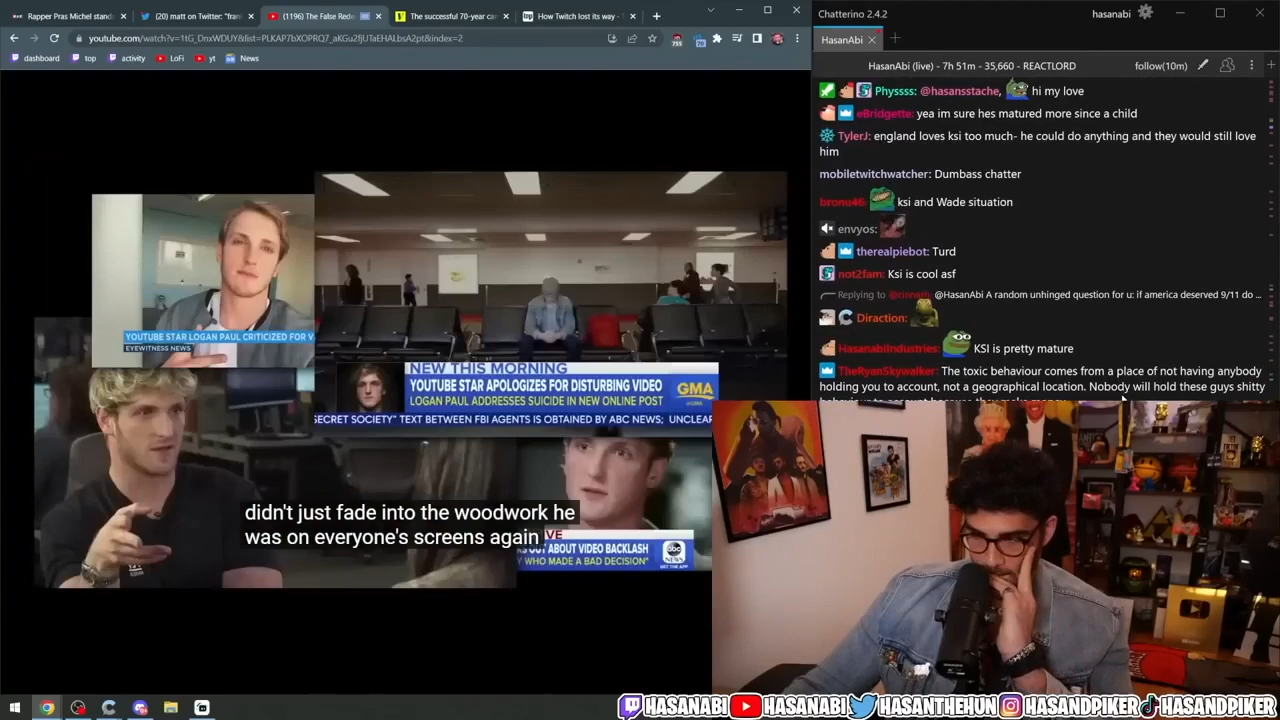 Rapper Pras Michel stand
(20) matt on Twitter: "fran
(1196) The False Rede
The successful 70-year ca
How Twitch lost its way -
youtube.com/watch?v=1tG_DnxWDUY&list=PLKAP7bXOPRQ7_aKGu2fjUTaEHALbsA2pt&index=2
dashboard
top
activity
LoFi
yt
News
YOUTUBE STAR LOGAN PAUL CRITICIZED FOR V
EYEWITNESS NEWS
NEW THIS MORNING
YOUTUBE STAR APOLOGIZES FOR DISTURBING VIDEO
LOGAN PAUL ADDRESSES SUICIDE IN NEW ONLINE POST
GMA
SECRET SOCIETY" TEXT BETWEEN FBI AGENTS IS OBTAINED BY ABC NEWS; UNCLEAR
didn't just fade into the woodwork he
was on everyone's screens again
OUT ABOUT VIDEO BACKLASH
WHO MADE A BAD DECISION"
abc
NEWS
GET THE APP
Chatterino 2.4.2
hasanabi
HasanAbi
HasanAbi (live) - 7h 51m - 35,660 - REACTLORD
follow(10m)
Physsss: @hasansstache, hi my love
eBridgette: yea im sure hes matured more since a child
TylerJ: england loves ksi too much- he could do anything and they would still love
him
mobiletwitchwatcher: Dumbass chatter
bronu46: ksi and Wade situation
envyos:
therealpiebot: Turd
not2fam: Ksi is cool asf
Replying to @HasanAbi A random unhinged question for u: if america deserved 9/11 do ...
Diraction:
HasanabiIndustries: KSI is pretty mature
TheRyanSkywalker: The toxic behaviour comes from a place of not having anybody
holding you to account, not a geographical location. Nobody will hold these guys shitty
HASANABI
HASANABI
HASANTHEHUN
HASANDPIKER
HASANDPIKER